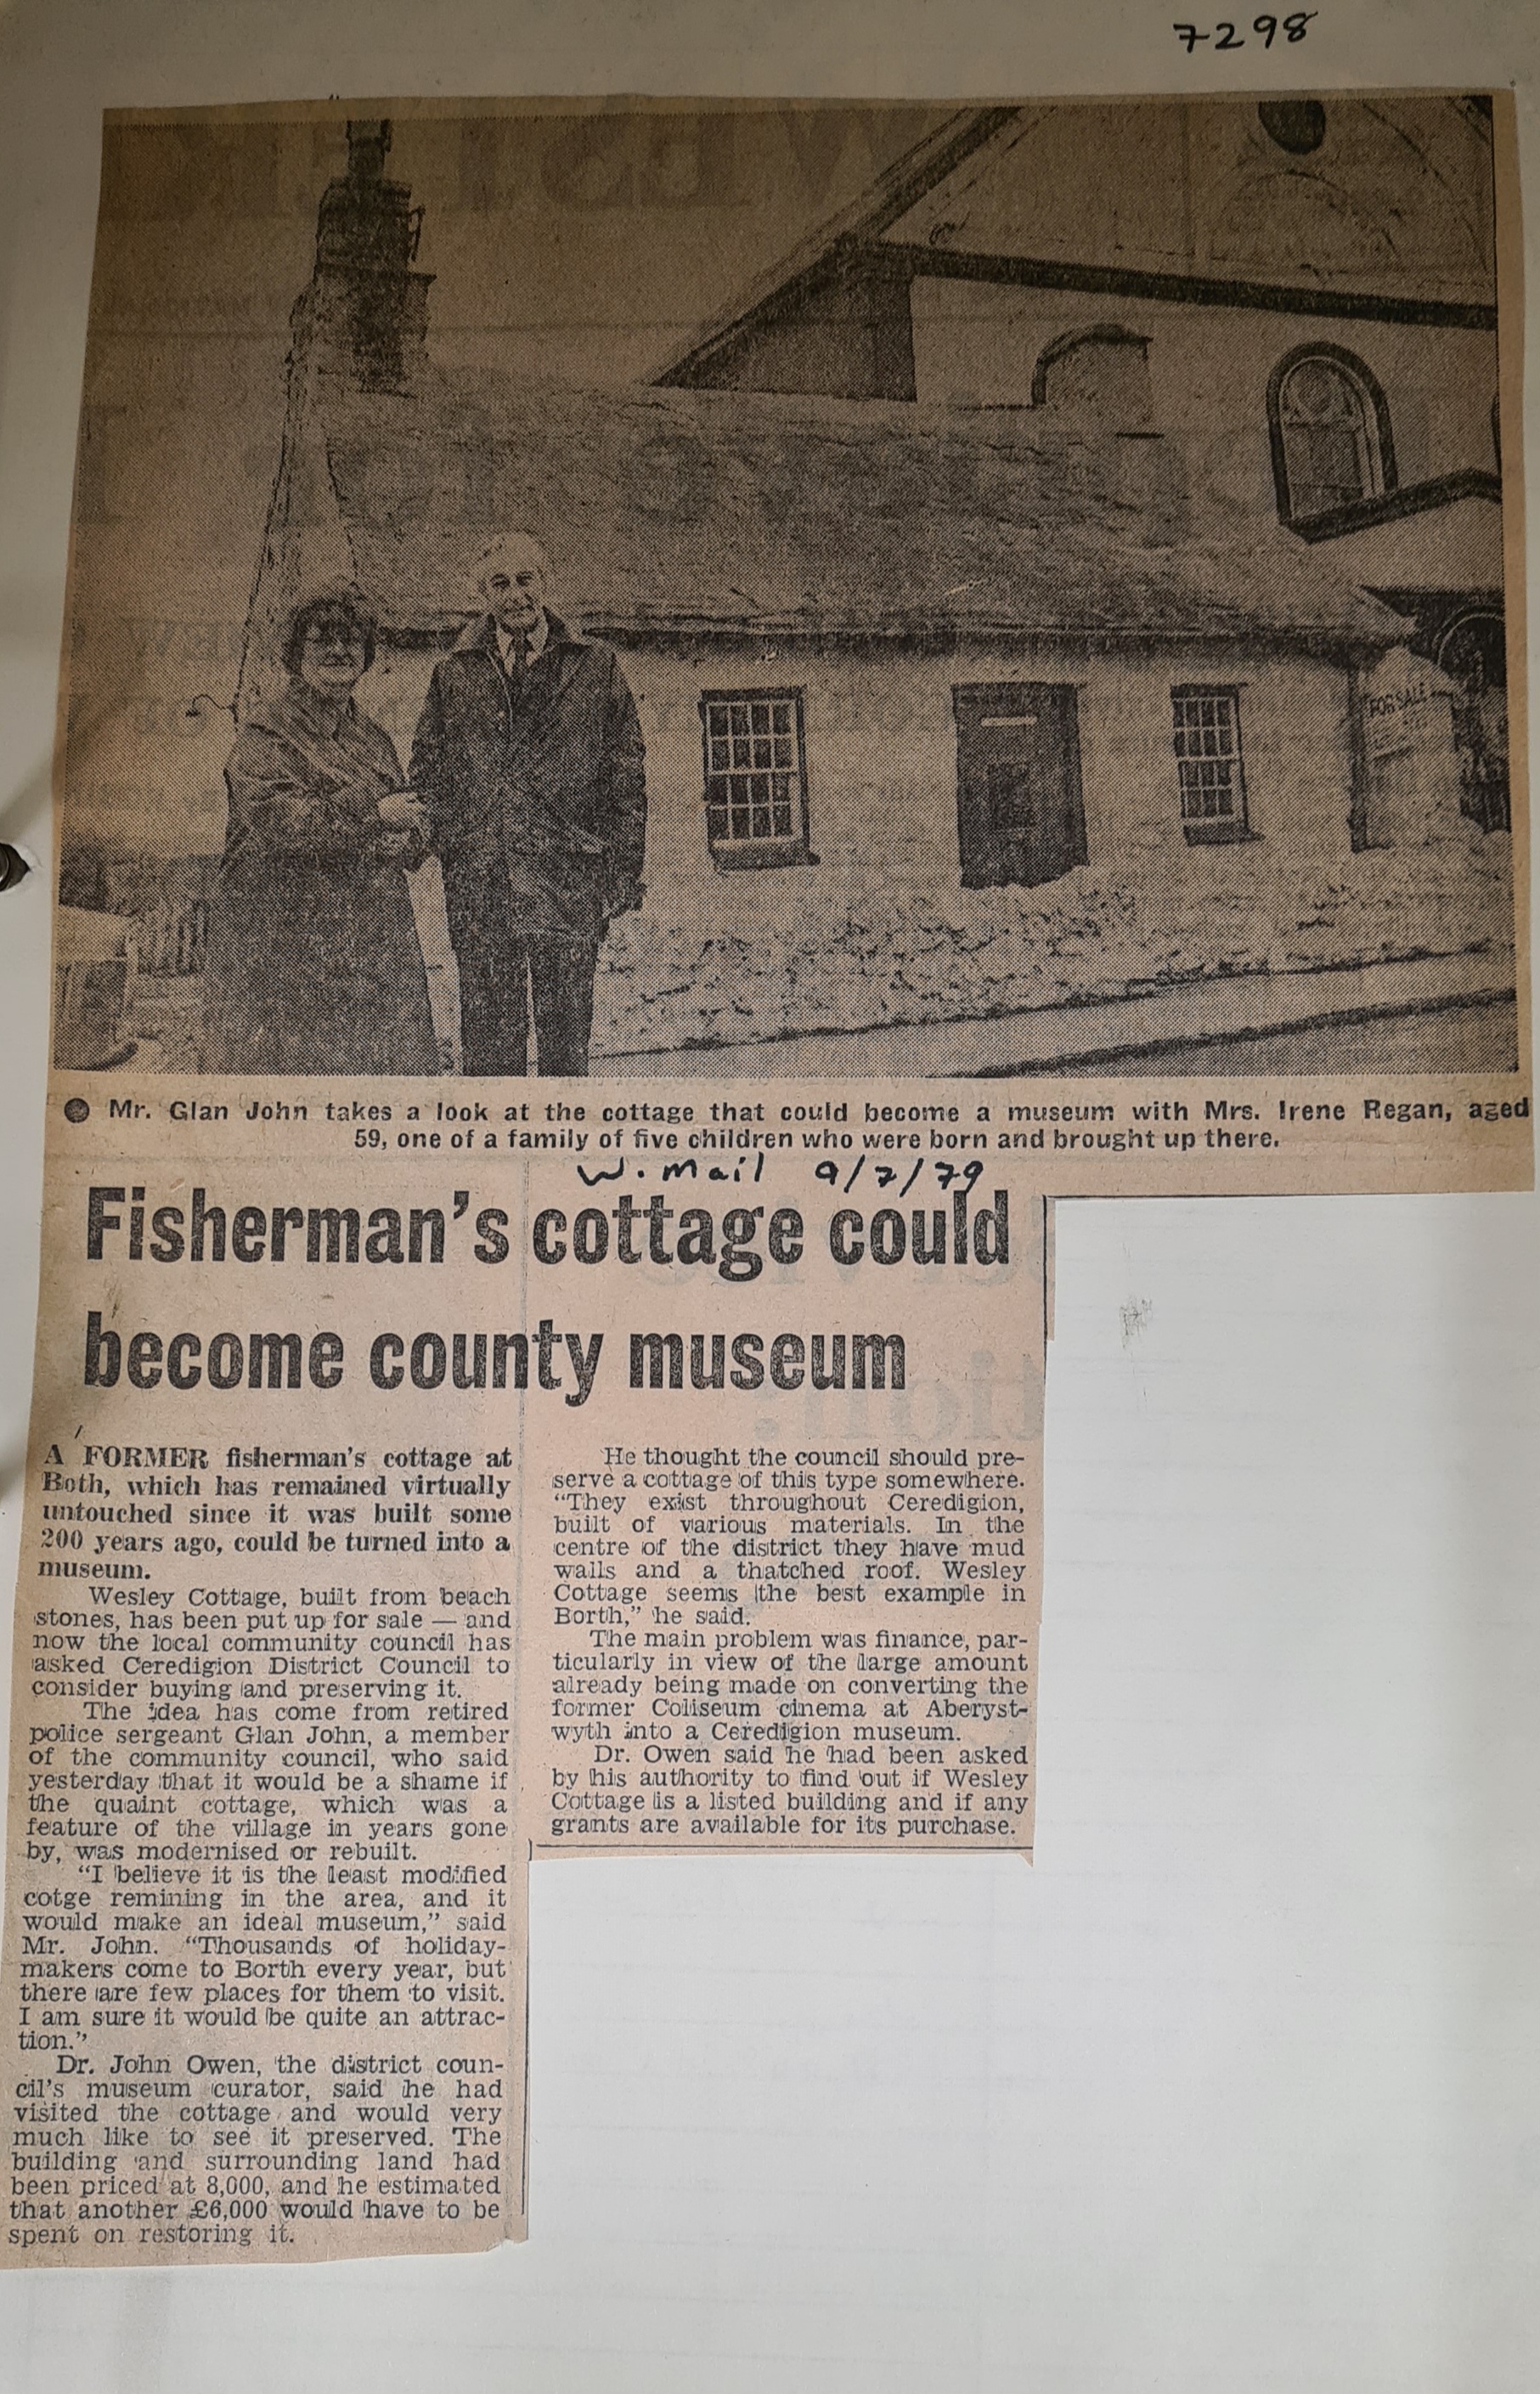 7298
FOR SALE
● Mr. Glan John takes a look at the cottage that could become a museum with Mrs. Irene Regan, aged
59, one of a family of five children who were born and brought up there.
W. Mail 9/7/79
Fisherman's cottage could
become county museum
A FORMER fisherman's cottage at
Both, which has remained virtually
untouched since it was built some
200 years ago, could be turned into a
museum.
Wesley Cottage, built from beach
stones, has been put up for sale — and
now the local community council has
asked Ceredigion District Council to
consider buying and preserving it.
The idea has come from retired
police sergeant Glan John, a member
of the community council, who said
yesterday that it would be a shame if
the quaint cottage, which was a
feature of the village in years gone
by, was modernised or rebuilt.
"I believe it is the least modified
cotge remining in the area, and it
would make an ideal museum," said
Mr. John. "Thousands of holiday-
makers come to Borth every year, but
there are few places for them to visit.
I am sure it would be quite an attrac-
tion."
Dr. John Owen, the district coun-
cil's museum curator, said he had
visited the cottage and would very
much like to see it preserved. The
building and surrounding land had
been priced at 8,000, and he estimated
that another £6,000 would have to be
spent on restoring it.
He thought the council should pre-
serve a cottage of this type somewhere.
"They exist throughout Ceredigion,
built of various materials. In the
centre of the district they have mud
walls and a thatched roof. Wesley
Cottage seems the best example in
Borth," he said.
The main problem was finance, par-
ticularly in view of the large amount
already being made on converting the
former Coliseum cinema at Aberyst-
wyth into a Ceredigion museum.
Dr. Owen said he had been asked
by his authority to find out if Wesley
Cottage is a listed building and if any
grants are available for its purchase.